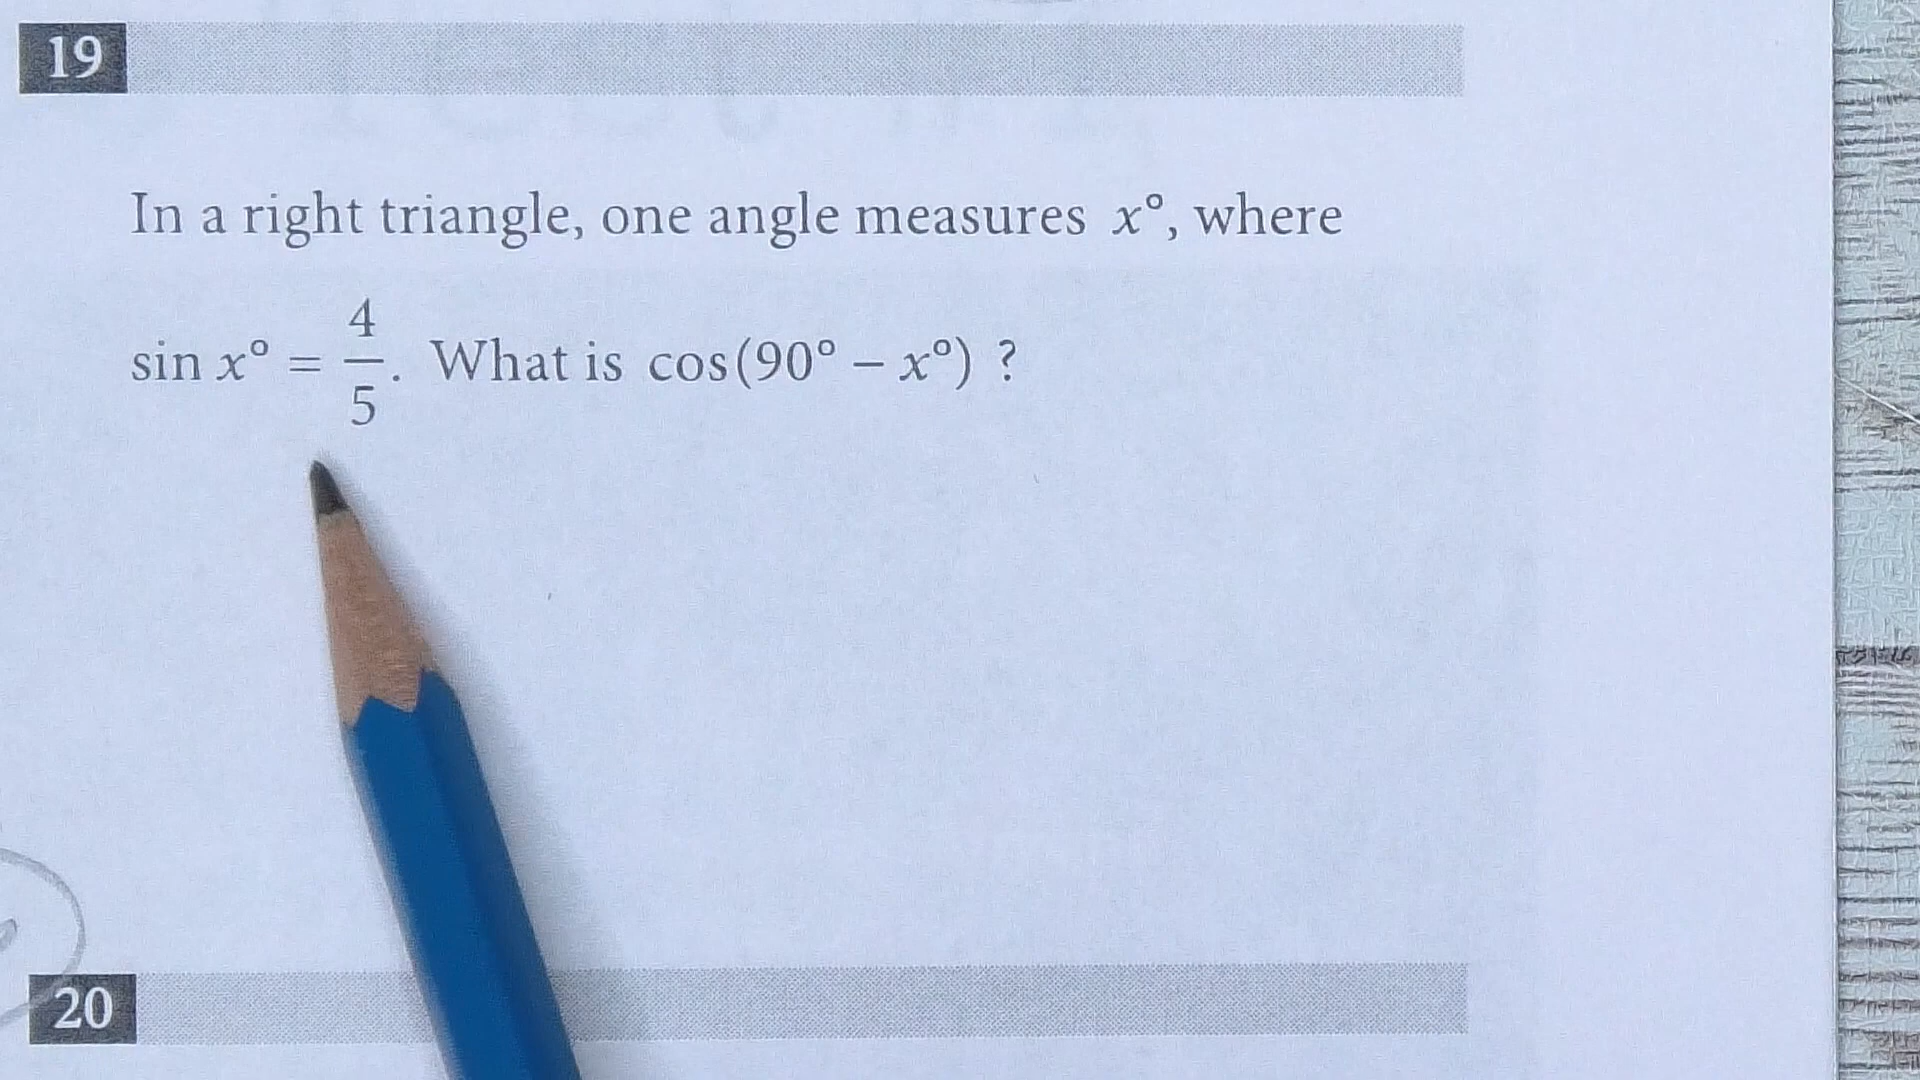 19
In a right triangle, one angle measures x°, where
sin x° = 4/5. What is cos(90° − x°) ?
20